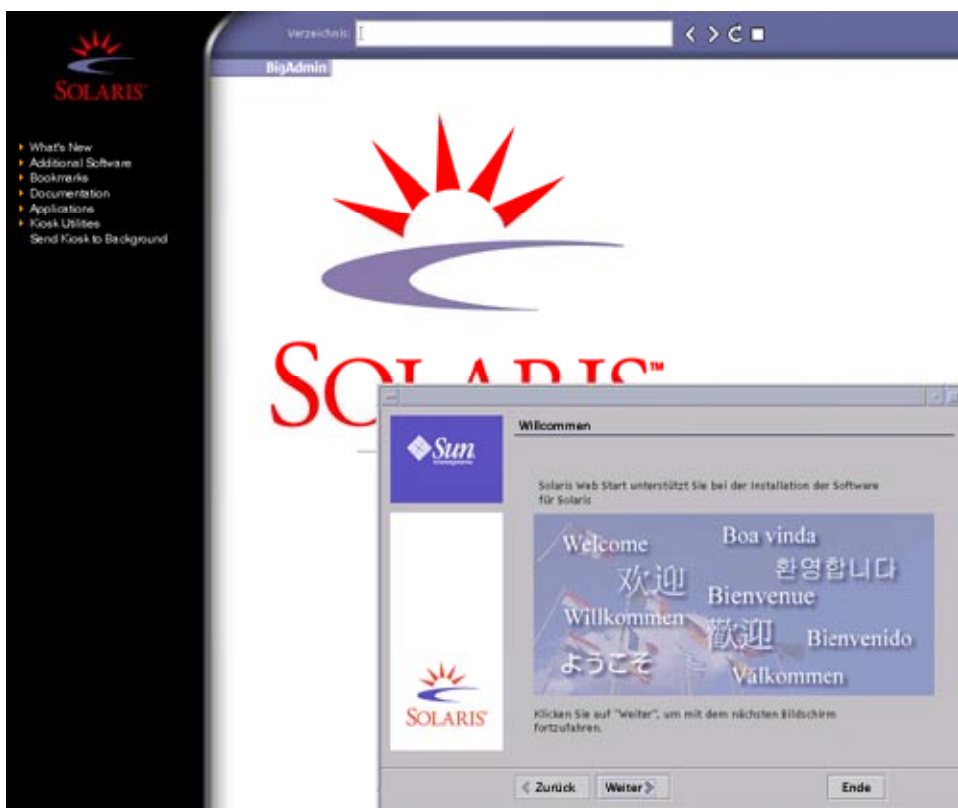 SOLARIS
Verzeichnis:
BigAdmin
What's New
Additional Software
Bookmarks
Documentation
Applications
Kiosk Utilities
Send Kiosk to Background
SOLARIS™
Sun
microsystems
Willkommen
Solaris Web Start unterstützt Sie bei der Installation der Software
für Solaris
Welcome
Boa vinda
欢迎
환영합니다
Bienvenue
Willkommen
歡迎
Bienvenido
ようこそ
Välkommen
SOLARIS
Klicken Sie auf "Weiter", um mit dem nächsten Bildschirm
fortzufahren.
Zurück
Weiter
Ende